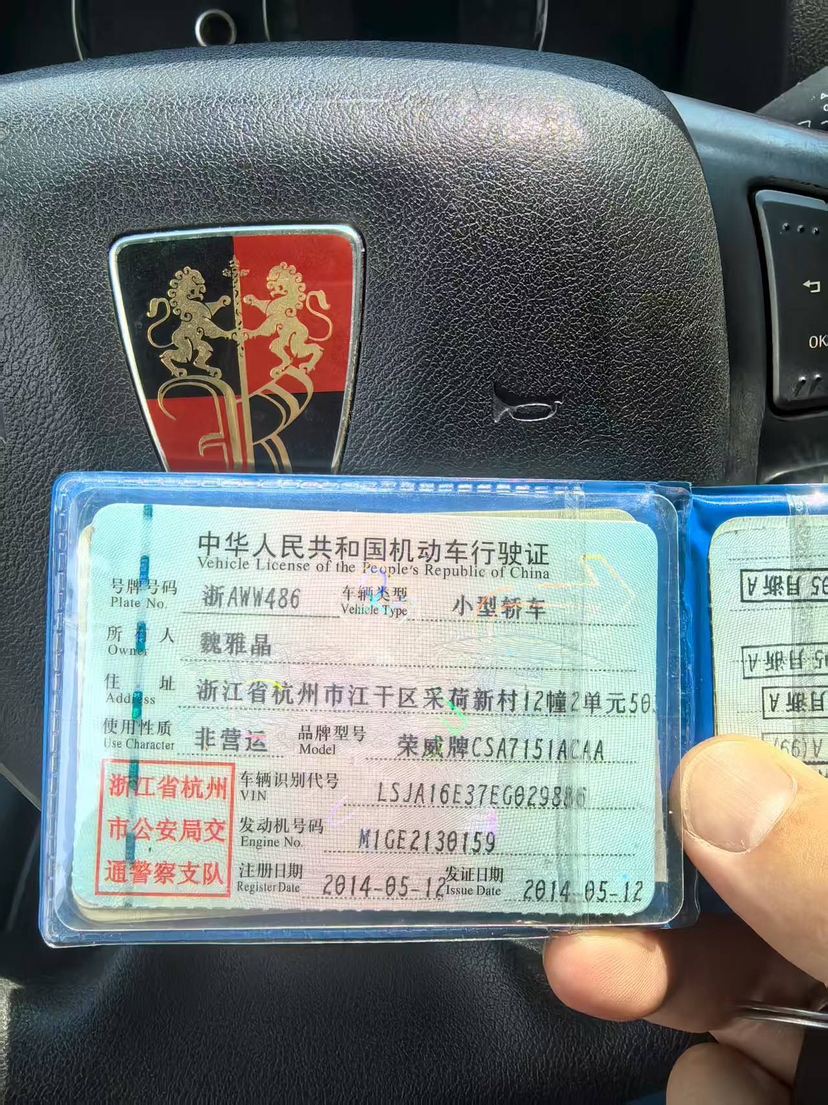 OK
中华人民共和国机动车行驶证
Vehicle License of the People's Republic of China
号牌号码 浙AWW486 车辆类型 小型轿车
Plate No. Vehicle Type
所有人 魏雅晶
Owner
住址 浙江省杭州市江干区采荷新村12幢2单元50
Address
使用性质 非营运 品牌型号 荣威牌CSA7151ACAA
Use Character Model
浙江省杭州 车辆识别代号 LSJA16E37EG029886
VIN
市公安局交 发动机号码 M1GE2130159
Engine No.
通警察支队 注册日期 2014-05-12 发证日期 2014-05-12
Register Date Issue Date